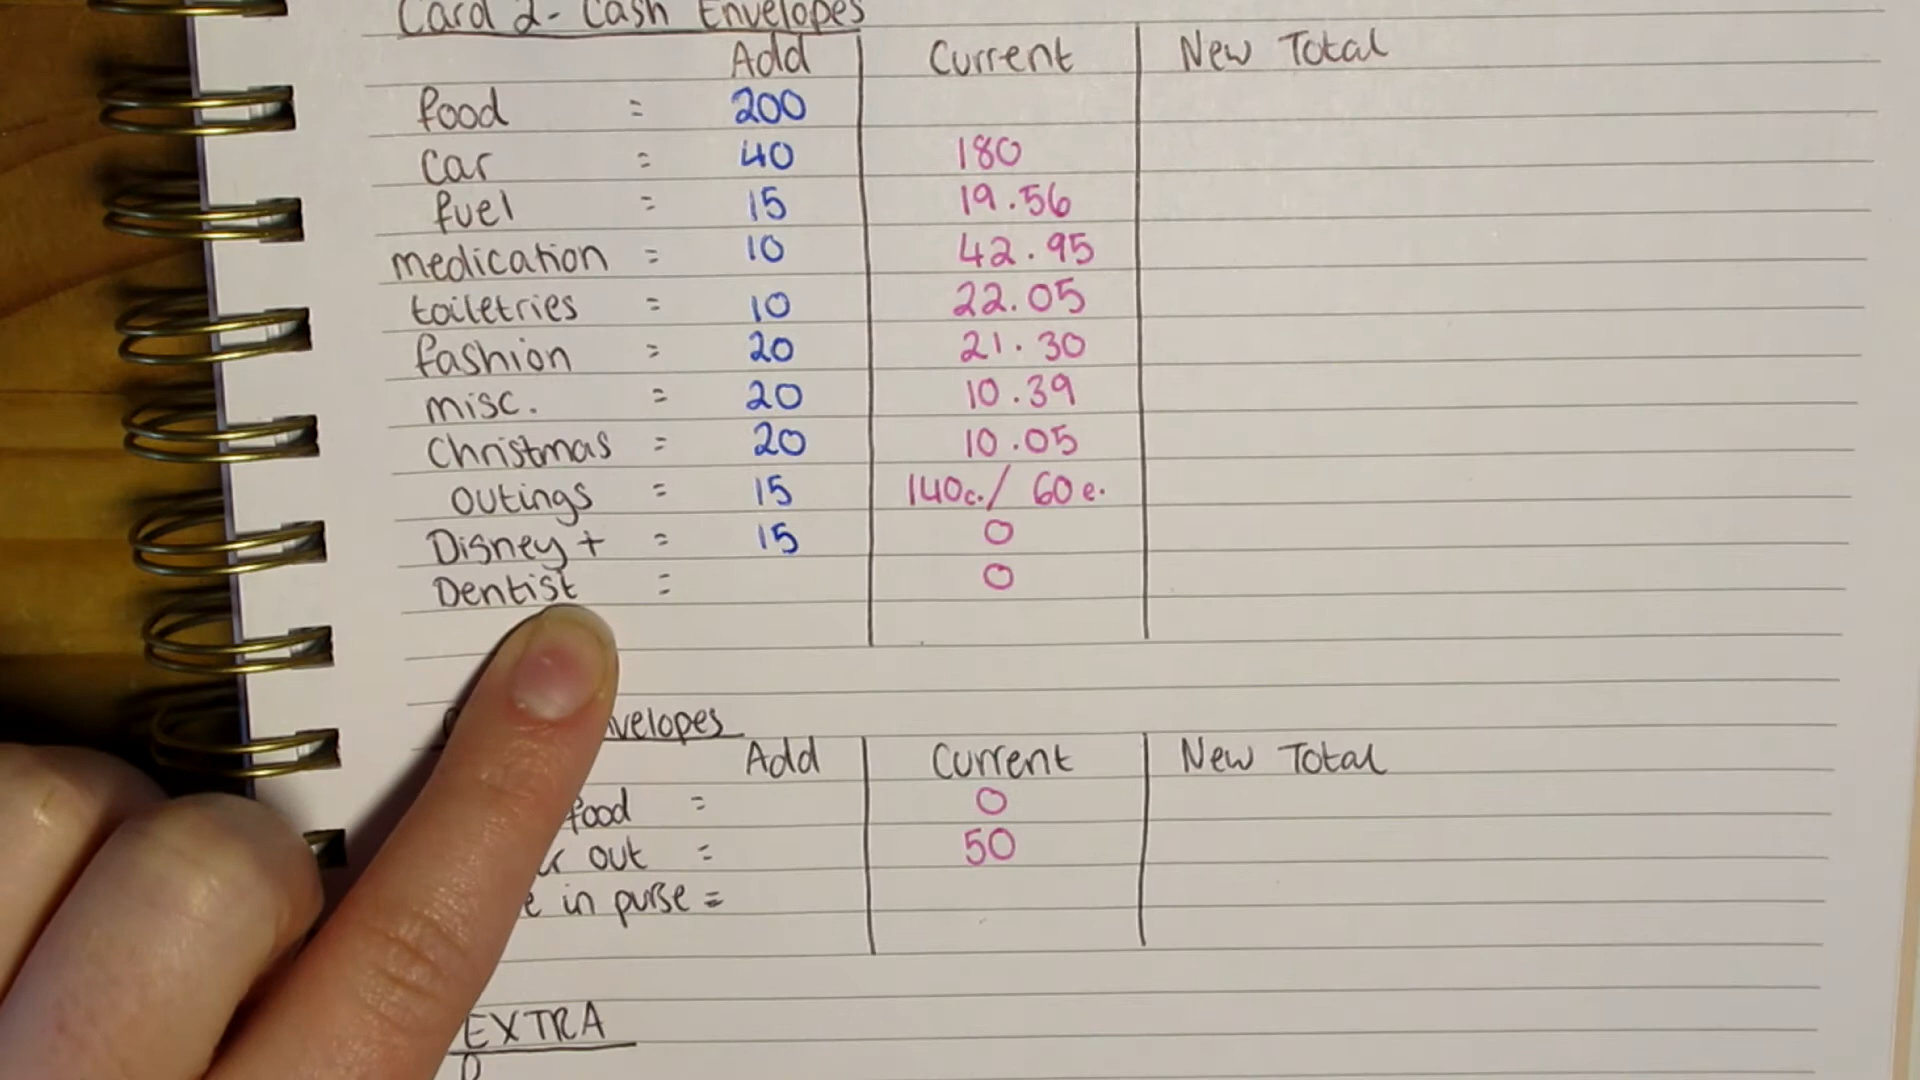 Card 2- Cash Envelopes
Add Current New Total
food = 200
car = 40 180
fuel = 15 19.56
medication = 10 42.95
toiletries = 10 22.05
fashion = 20 21.30
misc. = 20 10.39
Christmas = 20 10.05
outings = 15 140c./ 60e.
Disney + = 15 0
Dentist = 0
velopes
Add Current New Total
food = 0
out = 50
in purse =
EXTRA